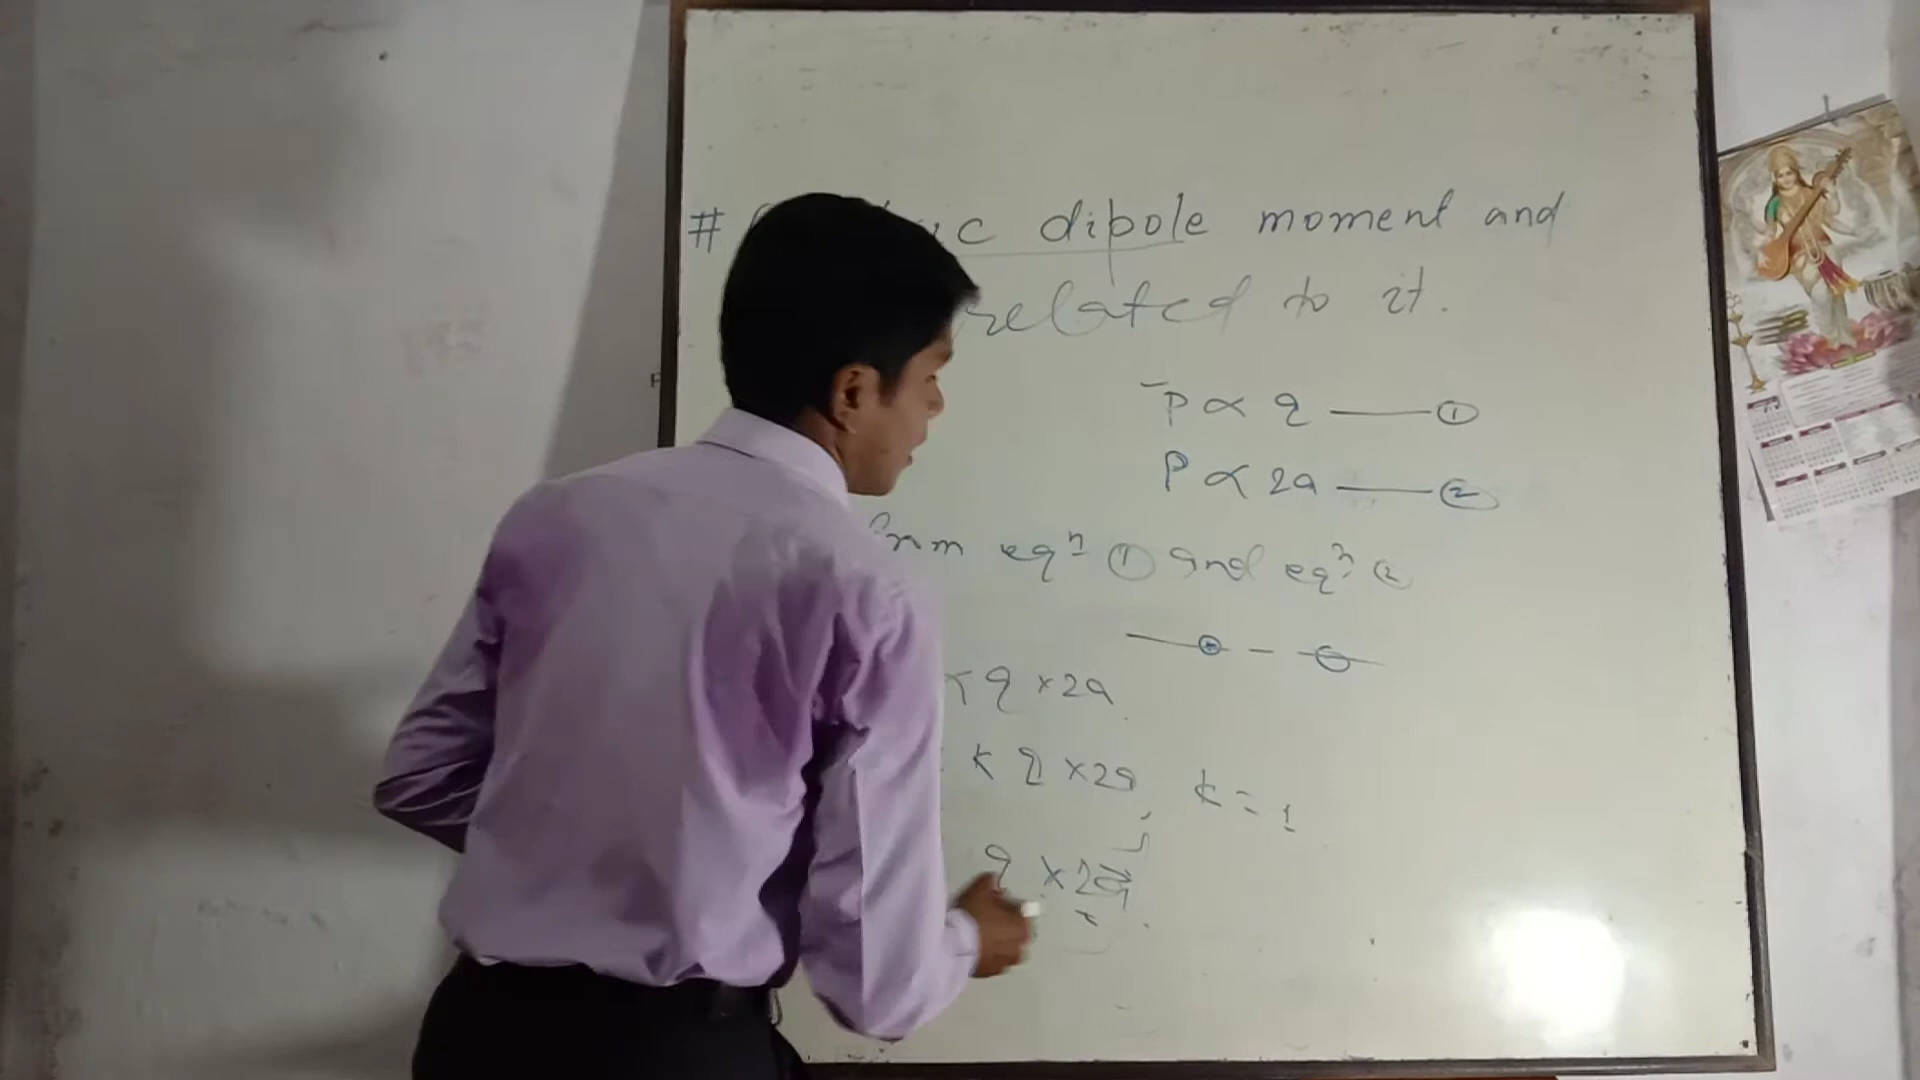 # ic dipole moment and
related to it.
P ∝ q —— ①
P ∝ 2a —— ②
from eqⁿ ① and eqⁿ ②
q × 2a
k q × 2a, k = 1
q × 2a